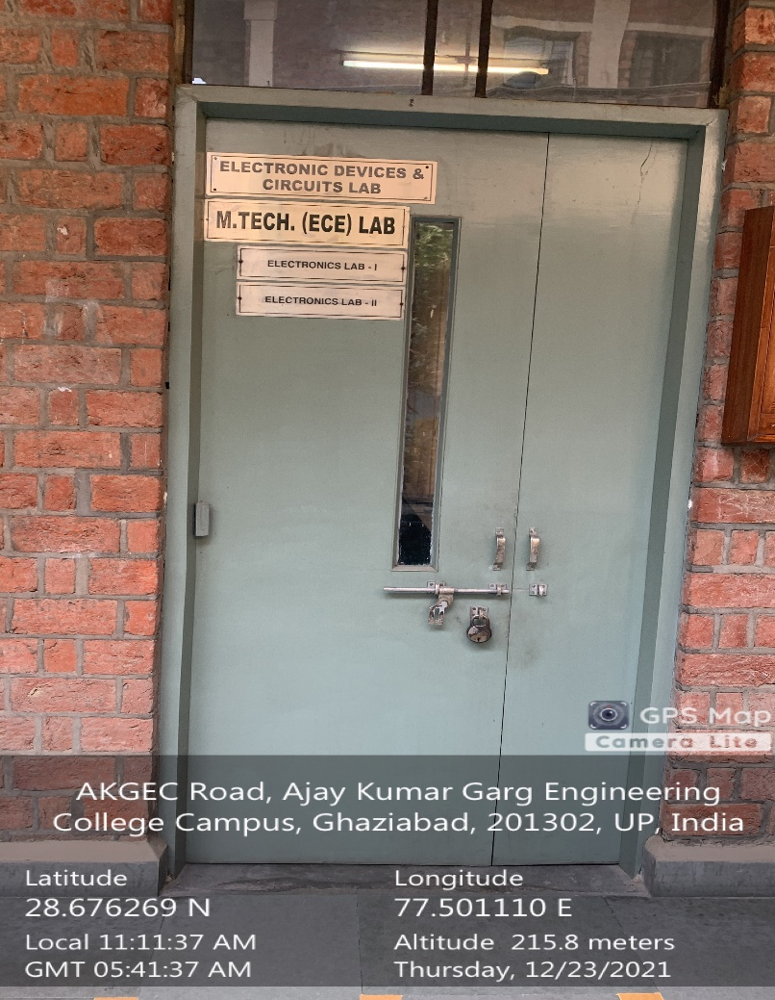 ELECTRONIC DEVICES &
CIRCUITS LAB
M.TECH. (ECE) LAB
ELECTRONICS LAB - I
ELECTRONICS LAB - II
GPS Map
Camera Lite
AKGEC Road, Ajay Kumar Garg Engineering
College Campus, Ghaziabad, 201302, UP, India
Latitude
28.676269 N
Longitude
77.501110 E
Local 11:11:37 AM
GMT 05:41:37 AM
Altitude 215.8 meters
Thursday, 12/23/2021